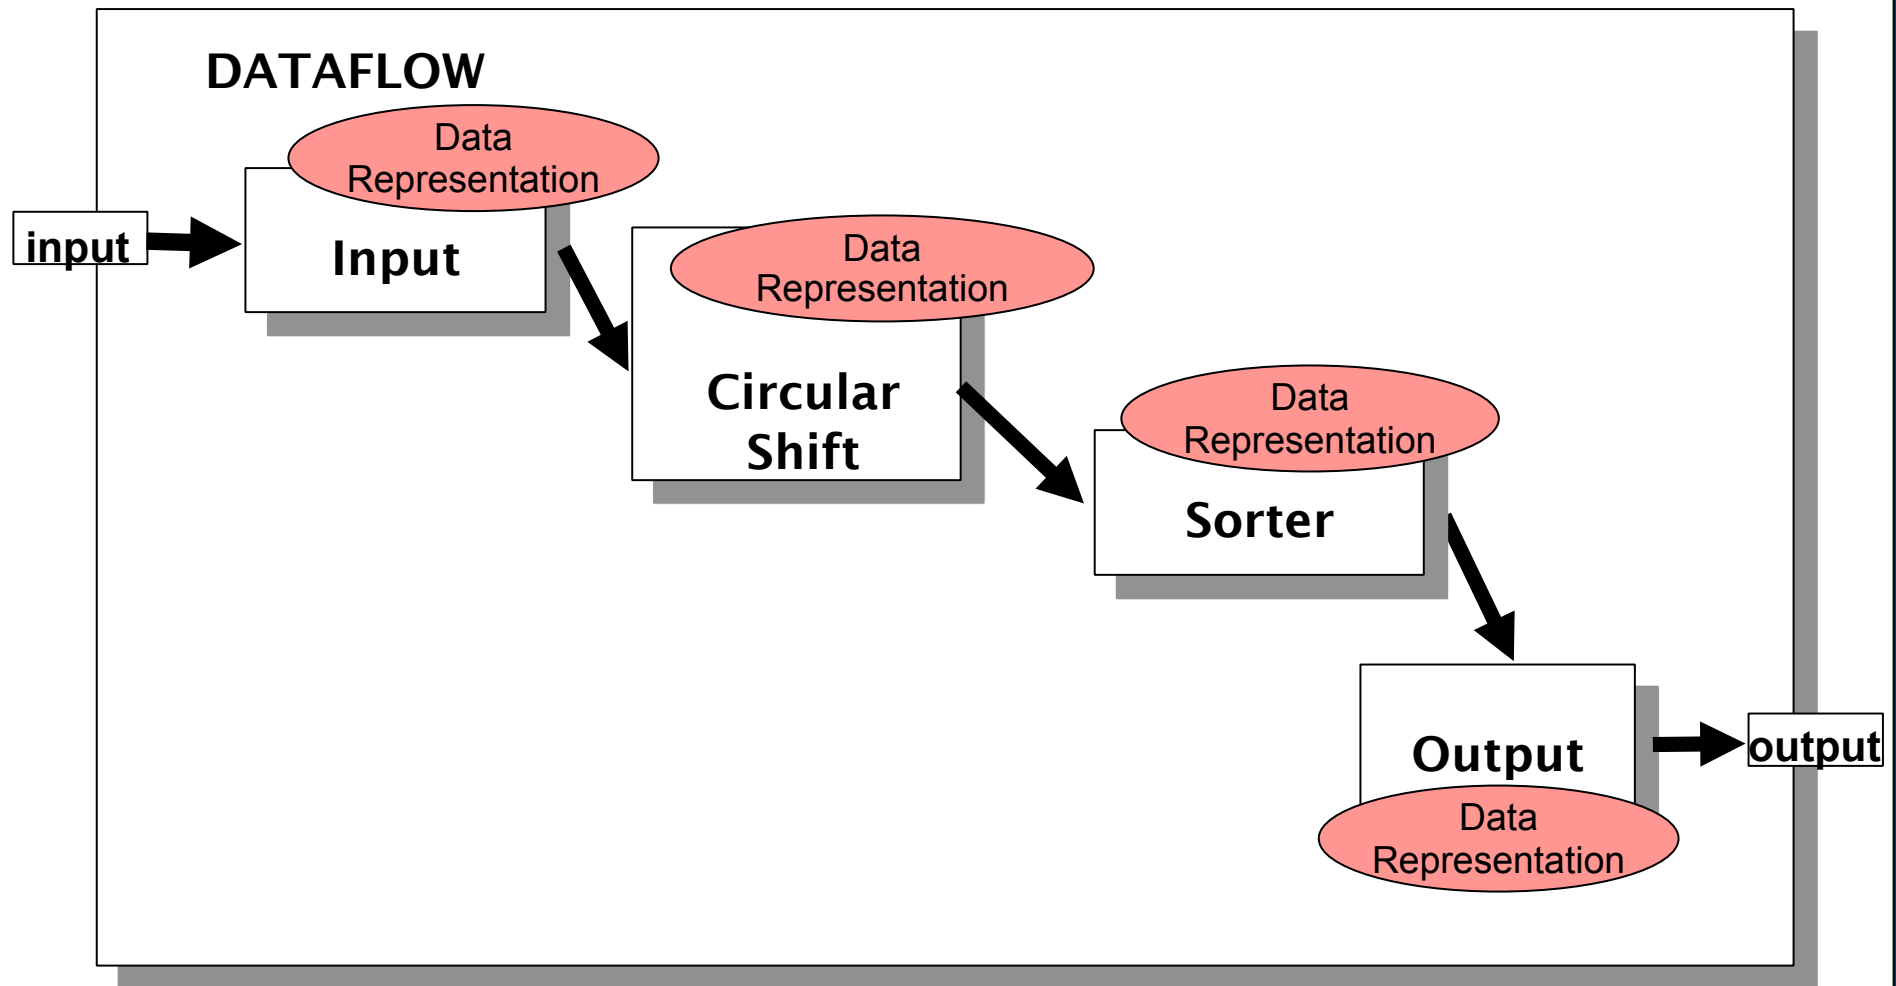 DATAFLOW
Data
Representation
input
Input
Data
Representation
Circular
Shift
Data
Representation
Sorter
Output
output
Data
Representation